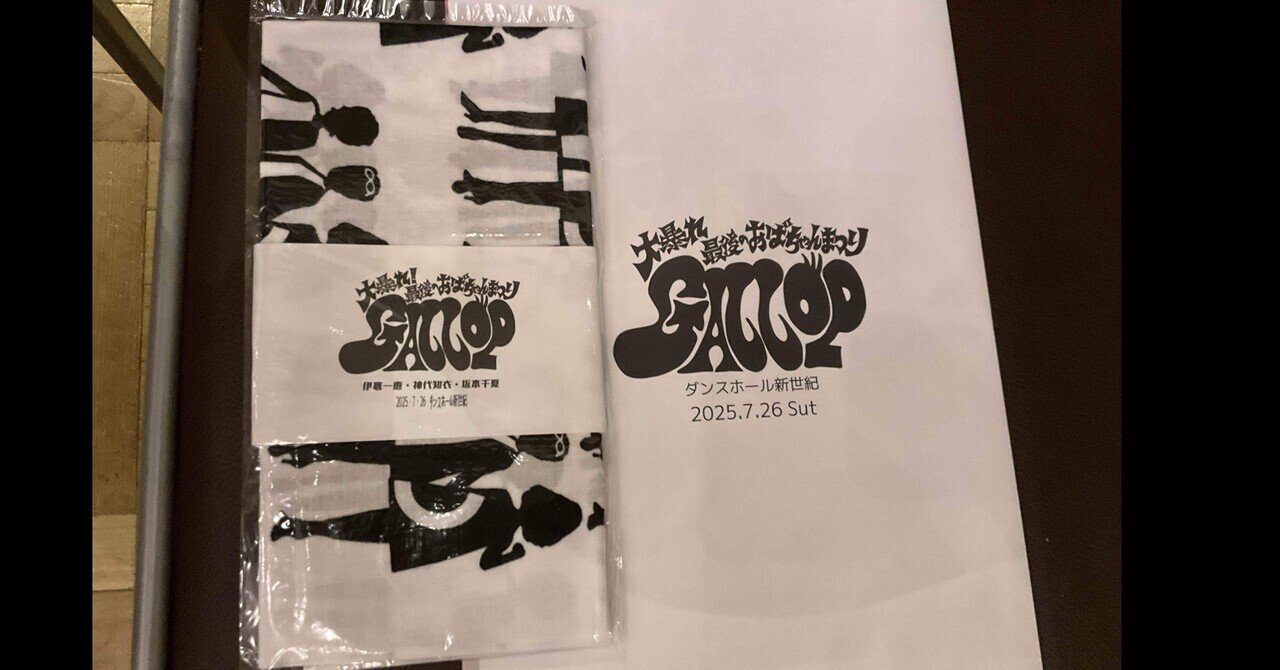 大暴れ!
最後のおばちゃんまつり
GALLOP
伊倉一恵・神代知衣・坂本千夏
2025・7・26 ダンスホール新世紀
大暴れ
最後のおばちゃんまつり
GALLOP
ダンスホール新世紀
2025.7.26 Sut